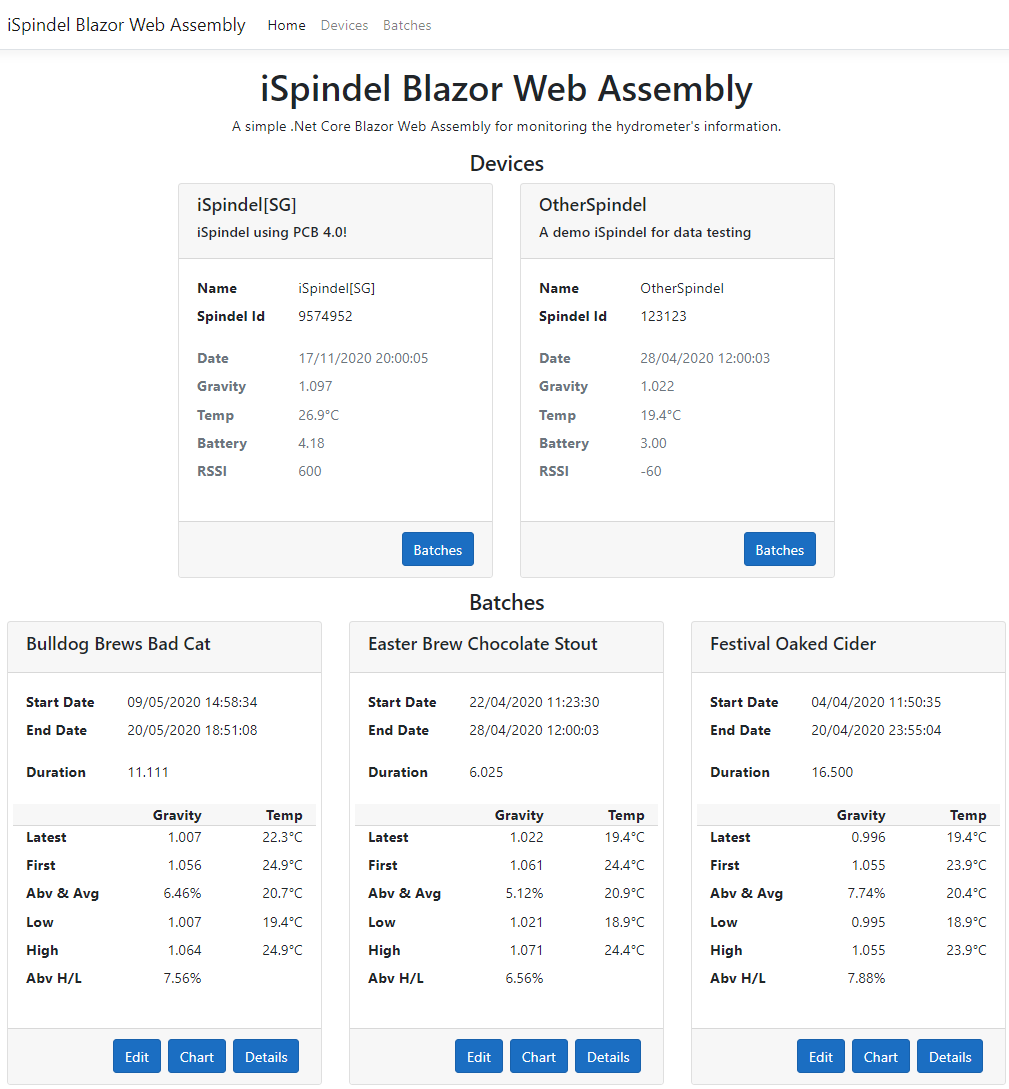 iSpindel Blazor Web Assembly Home Devices Batches
iSpindel Blazor Web Assembly
A simple .Net Core Blazor Web Assembly for monitoring the hydrometer's information.
Devices
iSpindel[SG]
iSpindel using PCB 4.0!
Name iSpindel[SG]
Spindel Id 9574952
Date 17/11/2020 20:00:05
Gravity 1.097
Temp 26.9°C
Battery 4.18
RSSI 600
Batches
OtherSpindel
A demo iSpindel for data testing
Name OtherSpindel
Spindel Id 123123
Date 28/04/2020 12:00:03
Gravity 1.022
Temp 19.4°C
Battery 3.00
RSSI -60
Batches
Batches
Bulldog Brews Bad Cat
Start Date 09/05/2020 14:58:34
End Date 20/05/2020 18:51:08
Duration 11.111
Gravity Temp
Latest 1.007 22.3°C
First 1.056 24.9°C
Abv & Avg 6.46% 20.7°C
Low 1.007 19.4°C
High 1.064 24.9°C
Abv H/L 7.56%
Edit Chart Details
Easter Brew Chocolate Stout
Start Date 22/04/2020 11:23:30
End Date 28/04/2020 12:00:03
Duration 6.025
Gravity Temp
Latest 1.022 19.4°C
First 1.061 24.4°C
Abv & Avg 5.12% 20.9°C
Low 1.021 18.9°C
High 1.071 24.4°C
Abv H/L 6.56%
Edit Chart Details
Festival Oaked Cider
Start Date 04/04/2020 11:50:35
End Date 20/04/2020 23:55:04
Duration 16.500
Gravity Temp
Latest 0.996 19.4°C
First 1.055 23.9°C
Abv & Avg 7.74% 20.4°C
Low 0.995 18.9°C
High 1.055 23.9°C
Abv H/L 7.88%
Edit Chart Details